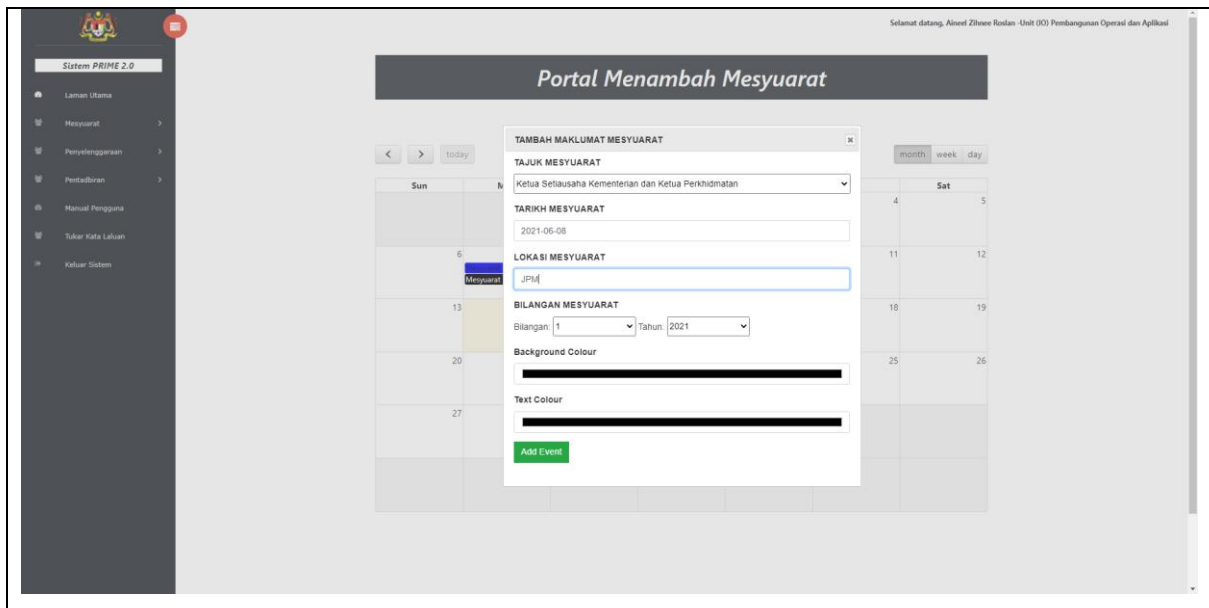 Selamat datang, Aineel Zihnee Roslan -Unit (IO) Pembangunan Operasi dan Aplikasi
Sistem PRIME 2.0
Laman Utama
Mesyuarat
Penyelenggaraan
Pentadbiran
Manual Pengguna
Tukar Kata Laluan
Keluar Sistem
Portal Menambah Mesyuarat
today
month week day
Sun
Sat
4 5
6 11 12
Mesyuarat
13 18 19
20 25 26
27
TAMBAH MAKLUMAT MESYUARAT
TAJUK MESYUARAT
Ketua Setiausaha Kementerian dan Ketua Perkhidmatan
TARIKH MESYUARAT
2021-06-08
LOKASI MESYUARAT
JPM
BILANGAN MESYUARAT
Bilangan: 1 Tahun: 2021
Background Colour
Text Colour
Add Event